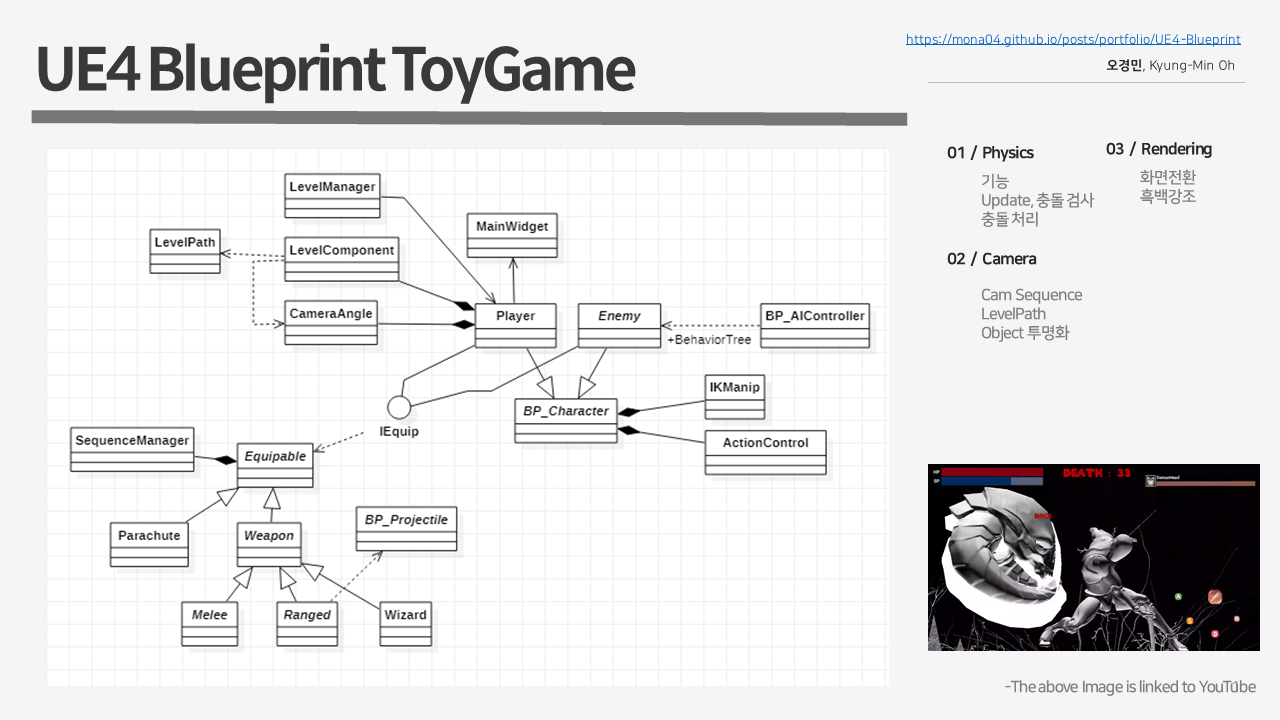 UE4 Blueprint ToyGame
https://mona04.github.io/posts/portfolio/UE4-Blueprint
오경민, Kyung-Min Oh
LevelManager
MainWidget
LevelPath
LevelComponent
CameraAngle
Player
Enemy
BP_AIController
+BehaviorTree
IKManip
BP_Character
IEquip
SequenceManager
ActionControl
Equipable
BP_Projectile
Parachute
Weapon
Melee
Ranged
Wizard
01 / Physics
기능
Update, 충돌 검사
충돌 처리
02 / Camera
Cam Sequence
LevelPath
Object 투명화
03 / Rendering
화면전환
흑백강조
HP
SP
DEATH : 33
DemonHead
-The above Image is linked to YouTube